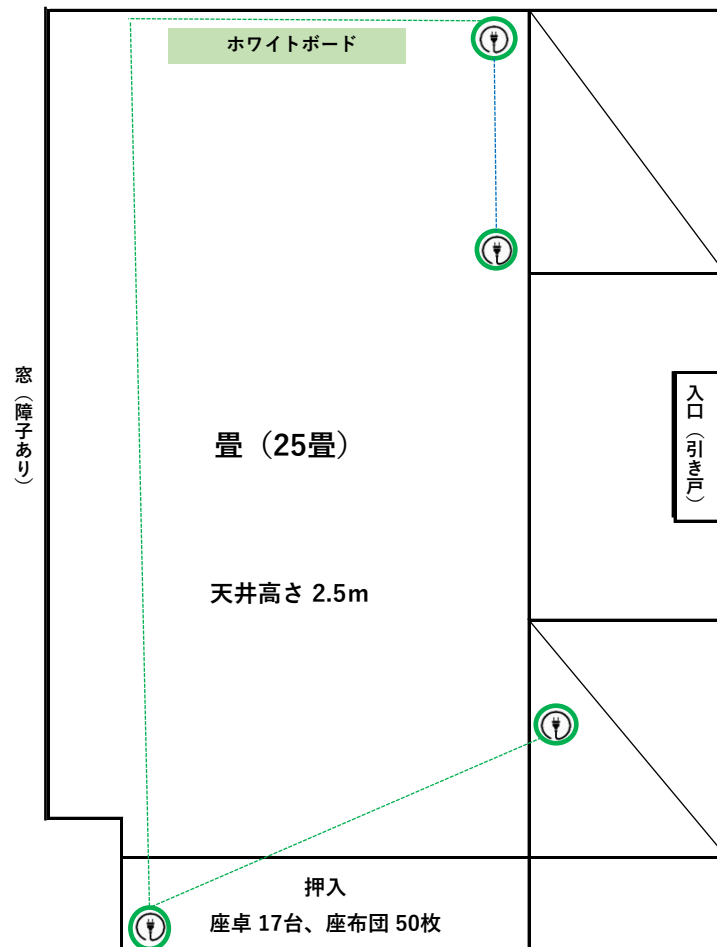 ホワイトボード
窓（障子あり）
入口（引き戸）
畳（25畳）
天井高さ 2.5m
押入
座卓 17台、座布団 50枚